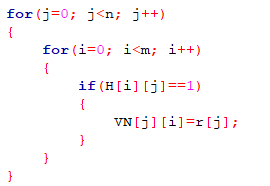 for(j=0; j<n; j++)
{
    for(i=0; i<m; i++)
    {
        if(H[i][j]==1)
        {
            VN[j][i]=r[j];
        }
    }
}